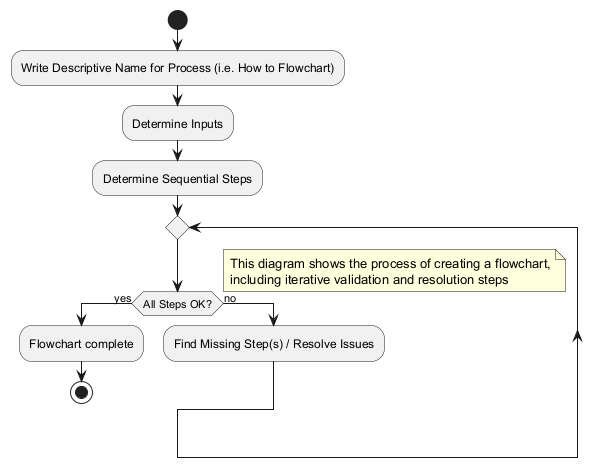 Write Descriptive Name for Process (i.e. How to Flowchart)
Determine Inputs
Determine Sequential Steps
This diagram shows the process of creating a flowchart,
including iterative validation and resolution steps
yes
All Steps OK?
no
Flowchart complete
Find Missing Step(s) / Resolve Issues